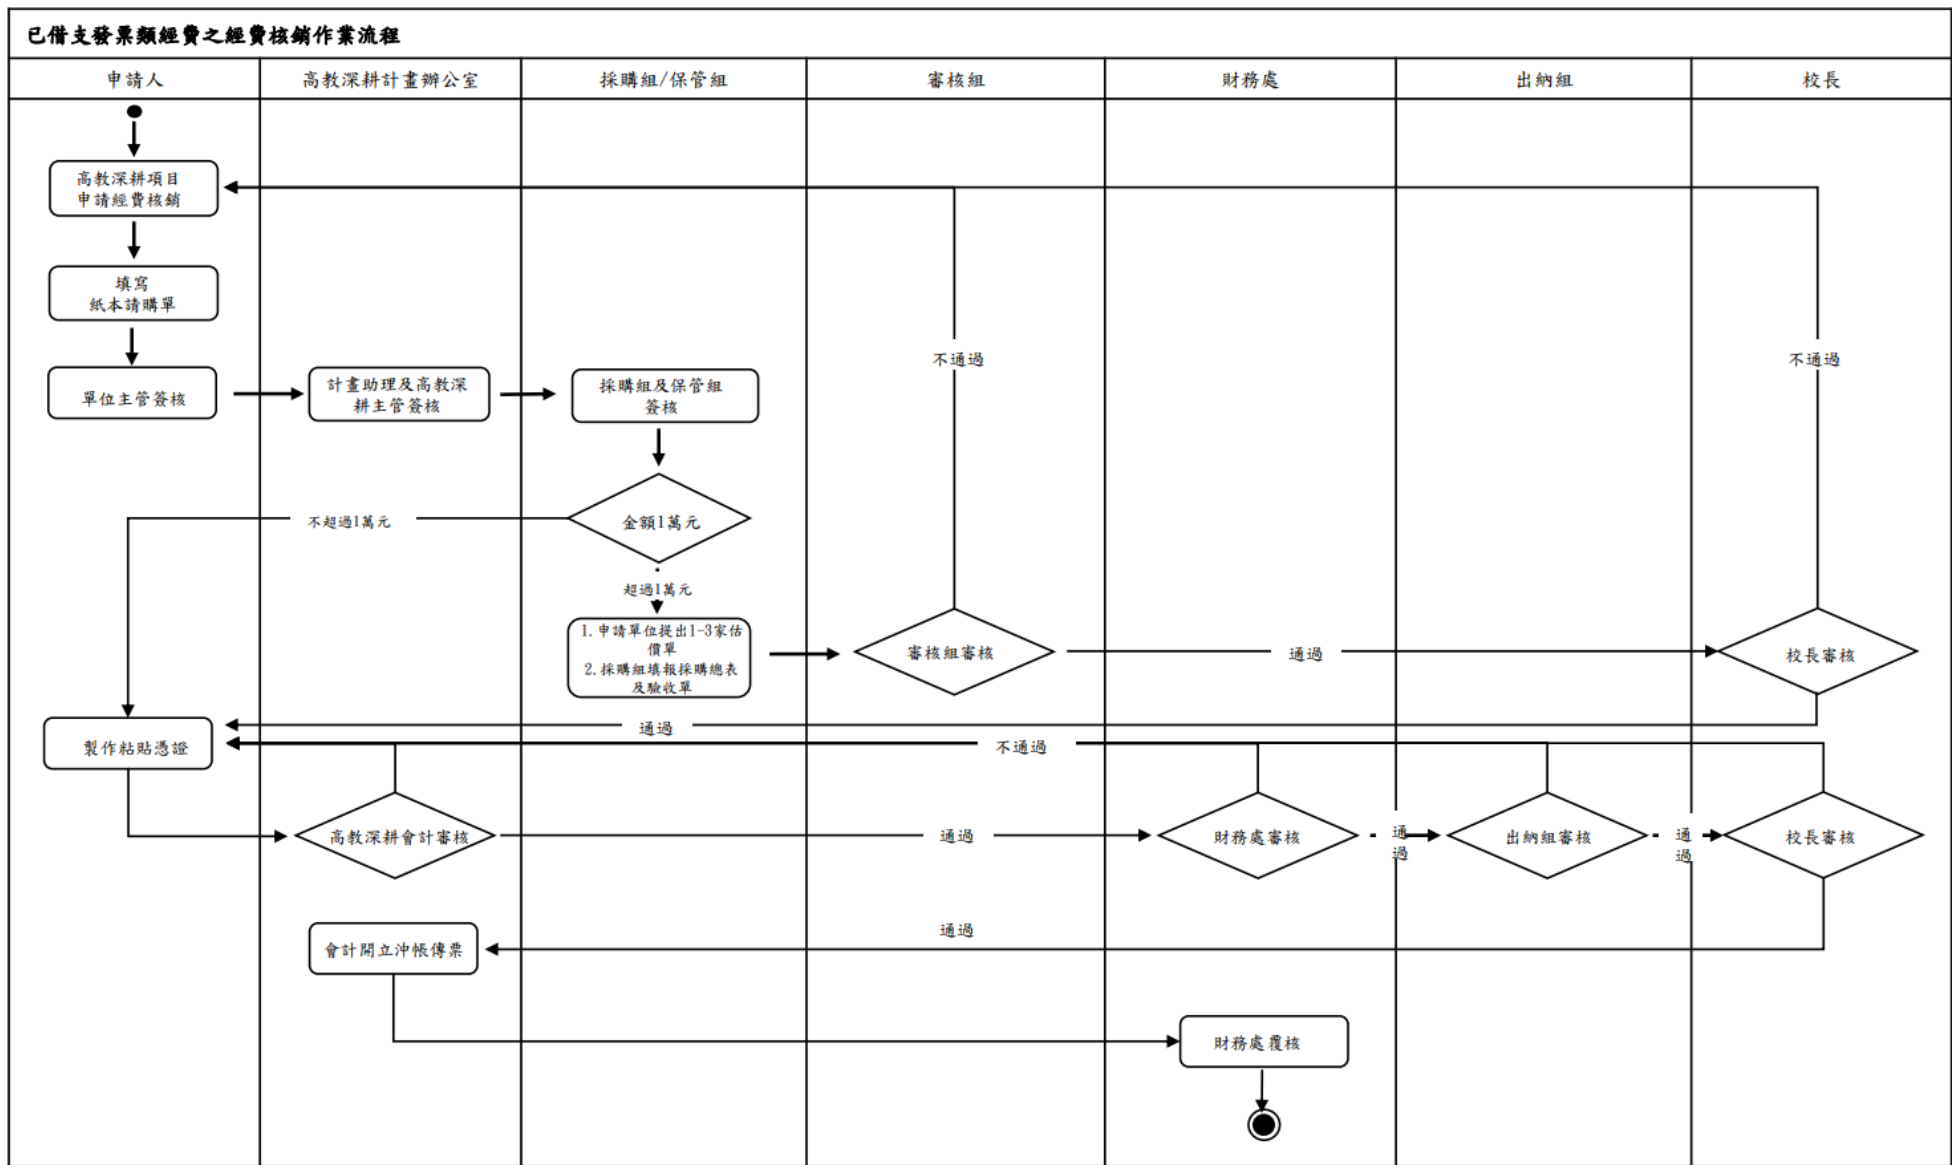 已借支發票類經費之經費核銷作業流程
申請人
高教深耕計畫辦公室
採購組/保管組
審核組
財務處
出納組
校長
高教深耕項目
申請經費核銷
填寫
紙本請購單
不通過
不通過
單位主管簽核
計畫助理及高教深
耕主管簽核
採購組及保管組
簽核
不超過1萬元
金額1萬元
超過1萬元
1.申請單位提出1-3家估
價單
2.採購組填報採購總表
及驗收單
審核組審核
通過
校長審核
通過
製作粘貼憑證
不通過
高教深耕會計審核
通過
財務處審核
通
過
出納組審核
通
過
校長審核
通過
會計開立沖帳傳票
財務處覆核